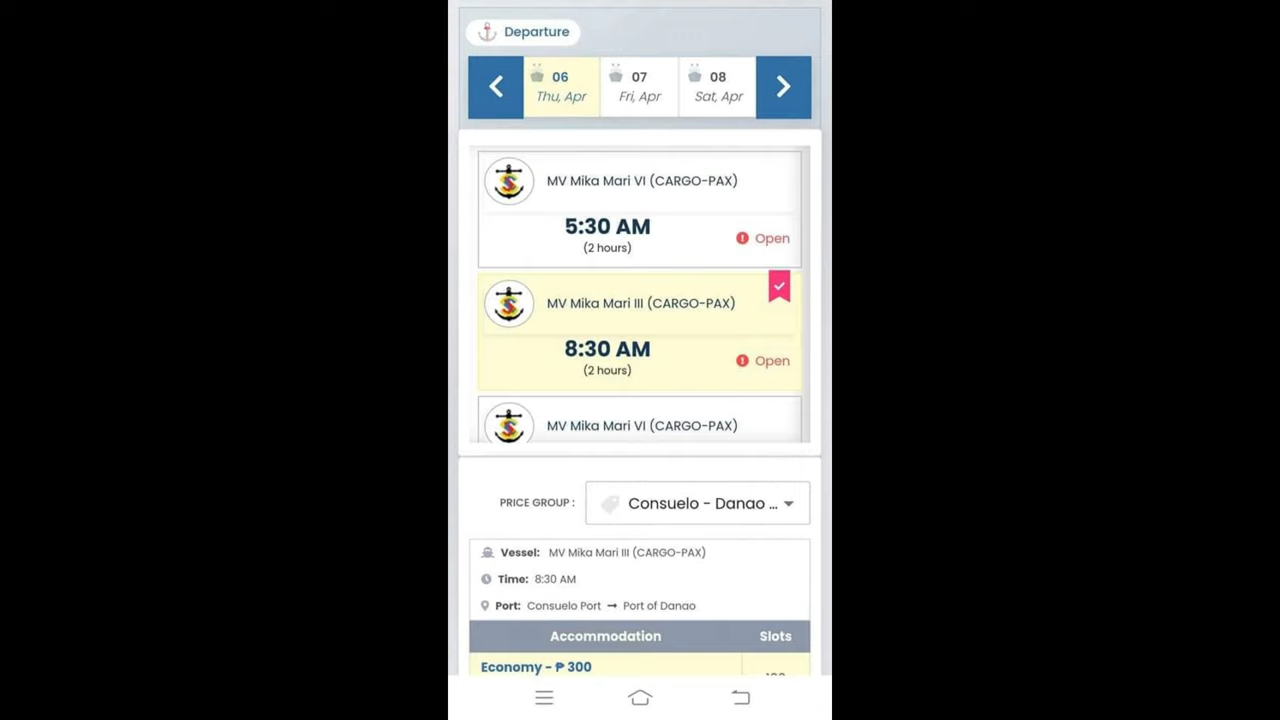 Departure
06
Thu, Apr
07
Fri, Apr
08
Sat, Apr
MV Mika Mari VI (CARGO-PAX)
5:30 AM
(2 hours)
Open
MV Mika Mari III (CARGO-PAX)
8:30 AM
(2 hours)
Open
MV Mika Mari VI (CARGO-PAX)
PRICE GROUP :
Consuelo - Danao ...
Vessel: MV Mika Mari III (CARGO-PAX)
Time: 8:30 AM
Port: Consuelo Port → Port of Danao
Accommodation Slots
Economy - ₱ 300